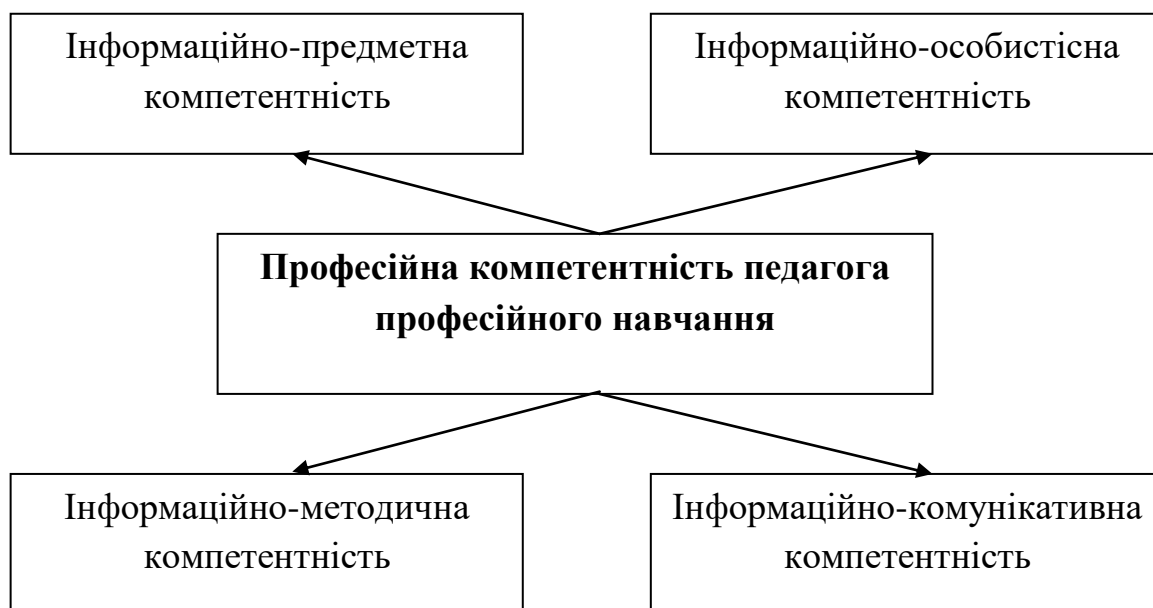 Інформаційно-предметна
компетентність
Інформаційно-особистісна
компетентність
Професійна компетентність педагога
професійного навчання
Інформаційно-методична
компетентність
Інформаційно-комунікативна
компетентність